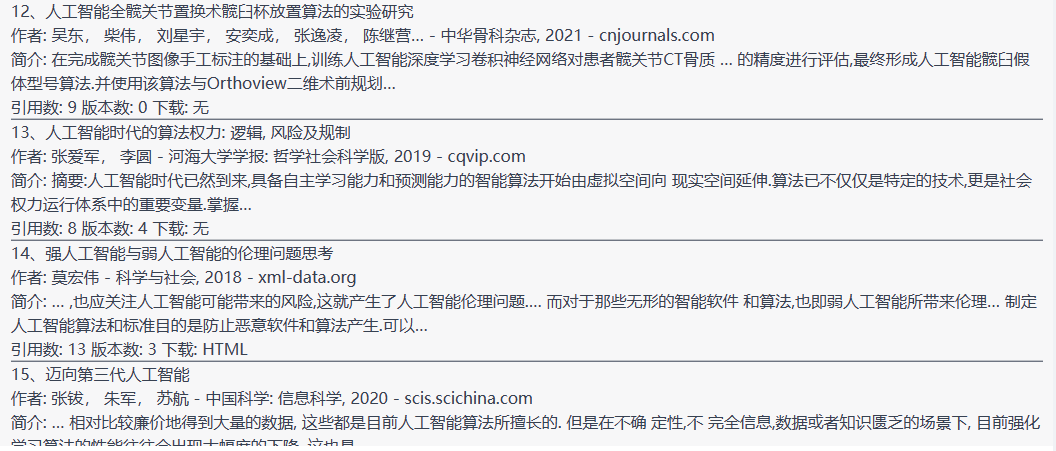 12、人工智能全髋关节置换术髋臼杯放置算法的实验研究
作者: 吴东， 柴伟， 刘星宇， 安奕成， 张逸凌， 陈继营… - 中华骨科杂志, 2021 - cnjournals.com
简介: 在完成髋关节图像手工标注的基础上,训练人工智能深度学习卷积神经网络对患者髋关节CT骨质 … 的精度进行评估,最终形成人工智能髋臼假
体型号算法.并使用该算法与Orthoview二维术前规划…
引用数: 9 版本数: 0 下载: 无
13、人工智能时代的算法权力: 逻辑, 风险及规制
作者: 张爱军， 李圆 - 河海大学学报: 哲学社会科学版, 2019 - cqvip.com
简介: 摘要:人工智能时代已然到来,具备自主学习能力和预测能力的智能算法开始由虚拟空间向 现实空间延伸.算法已不仅仅是特定的技术,更是社会
权力运行体系中的重要变量.掌握…
引用数: 8 版本数: 4 下载: 无
14、强人工智能与弱人工智能的伦理问题思考
作者: 莫宏伟 - 科学与社会, 2018 - xml-data.org
简介: … ,也应关注人工智能可能带来的风险,这就产生了人工智能伦理问题.… 而对于那些无形的智能软件 和算法,也即弱人工智能所带来伦理… 制定
人工智能算法和标准目的是防止恶意软件和算法产生.可以…
引用数: 13 版本数: 3 下载: HTML
15、迈向第三代人工智能
作者: 张钹， 朱军， 苏航 - 中国科学: 信息科学, 2020 - scis.scichina.com
简介: … 相对比较廉价地得到大量的数据, 这些都是目前人工智能算法所擅长的. 但是在不确 定性,不 完全信息,数据或者知识匮乏的场景下, 目前强化
学习算法的性能往往会出现大幅度的下降. 这也是